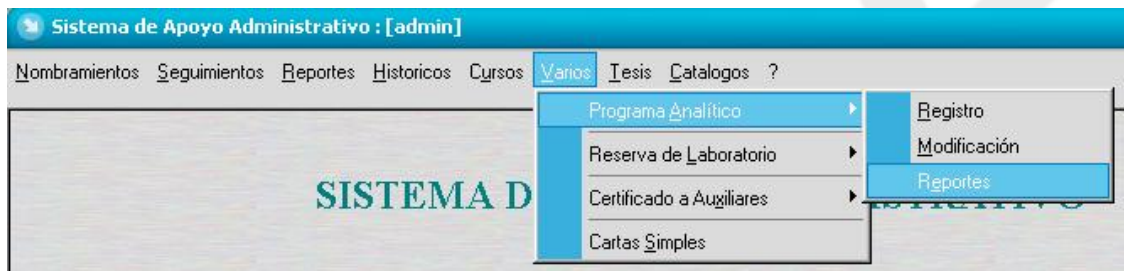 Sistema de Apoyo Administrativo : [admin]
Nombramientos Seguimientos Reportes Historicos Cursos Varios Tesis Catalogos ?
Programa Analítico
Registro
Modificación
Reportes
Reserva de Laboratorio
Certificado a Auxiliares
Cartas Simples
SISTEMA D